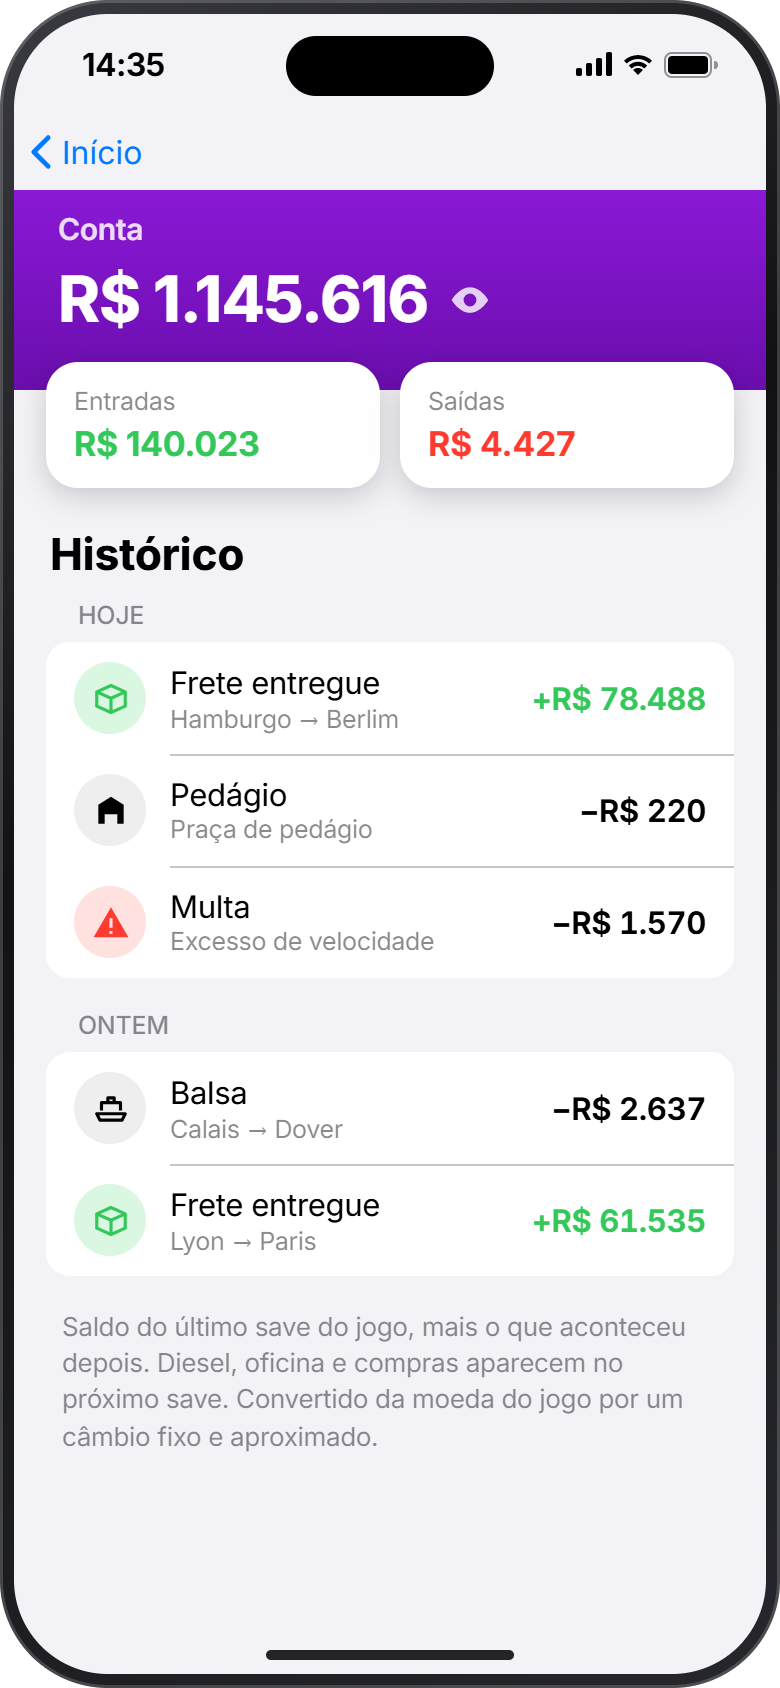 14:35
Início
Conta
R$ 1.145.616
Entradas
R$ 140.023
Saídas
R$ 4.427
Histórico
HOJE
Frete entregue
Hamburgo → Berlim
+R$ 78.488
Pedágio
Praça de pedágio
−R$ 220
Multa
Excesso de velocidade
−R$ 1.570
ONTEM
Balsa
Calais → Dover
−R$ 2.637
Frete entregue
Lyon → Paris
+R$ 61.535
Saldo do último save do jogo, mais o que aconteceu
depois. Diesel, oficina e compras aparecem no
próximo save. Convertido da moeda do jogo por um
câmbio fixo e aproximado.